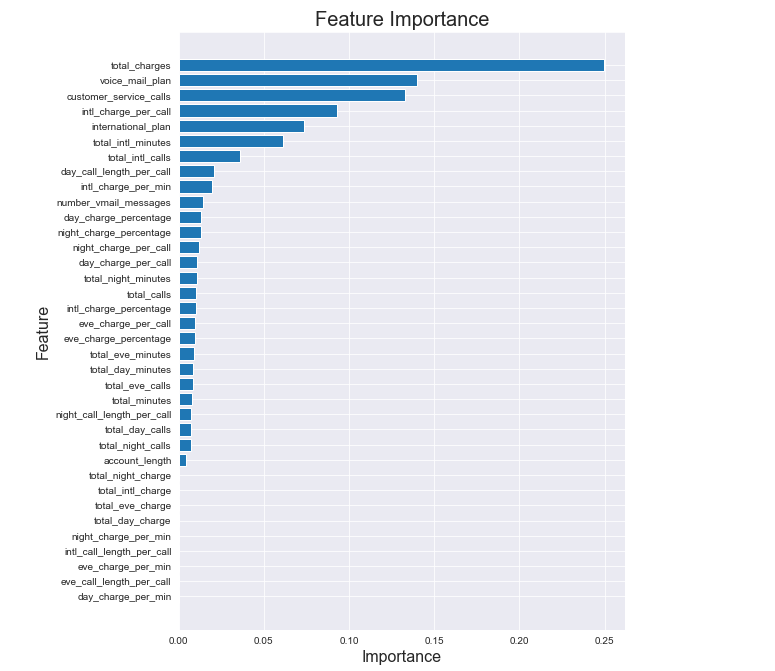 Feature Importance
total_charges
voice_mail_plan
customer_service_calls
intl_charge_per_call
international_plan
total_intl_minutes
total_intl_calls
day_call_length_per_call
intl_charge_per_min
number_vmail_messages
day_charge_percentage
night_charge_percentage
night_charge_per_call
day_charge_per_call
total_night_minutes
total_calls
intl_charge_percentage
eve_charge_per_call
eve_charge_percentage
total_eve_minutes
total_day_minutes
total_eve_calls
total_minutes
night_call_length_per_call
total_day_calls
total_night_calls
account_length
total_night_charge
total_intl_charge
total_eve_charge
total_day_charge
night_charge_per_min
intl_call_length_per_call
eve_charge_per_min
eve_call_length_per_call
day_charge_per_min
Feature
0.00 0.05 0.10 0.15 0.20 0.25
Importance